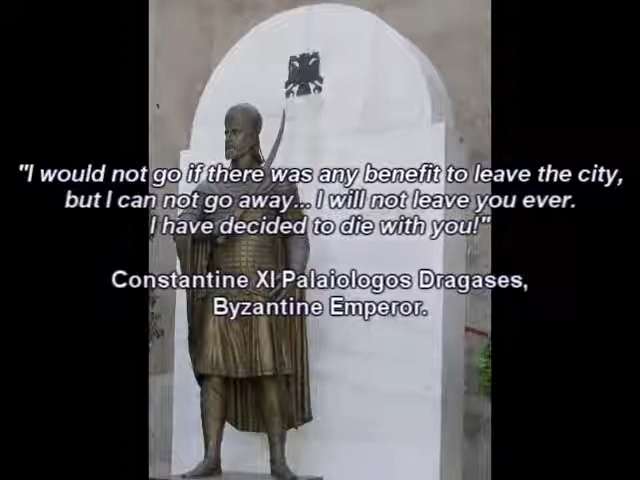 "I would not go if there was any benefit to leave the city,
but I can not go away... I will not leave you ever.
I have decided to die with you!"
Constantine XI Palaiologos Dragases,
Byzantine Emperor.